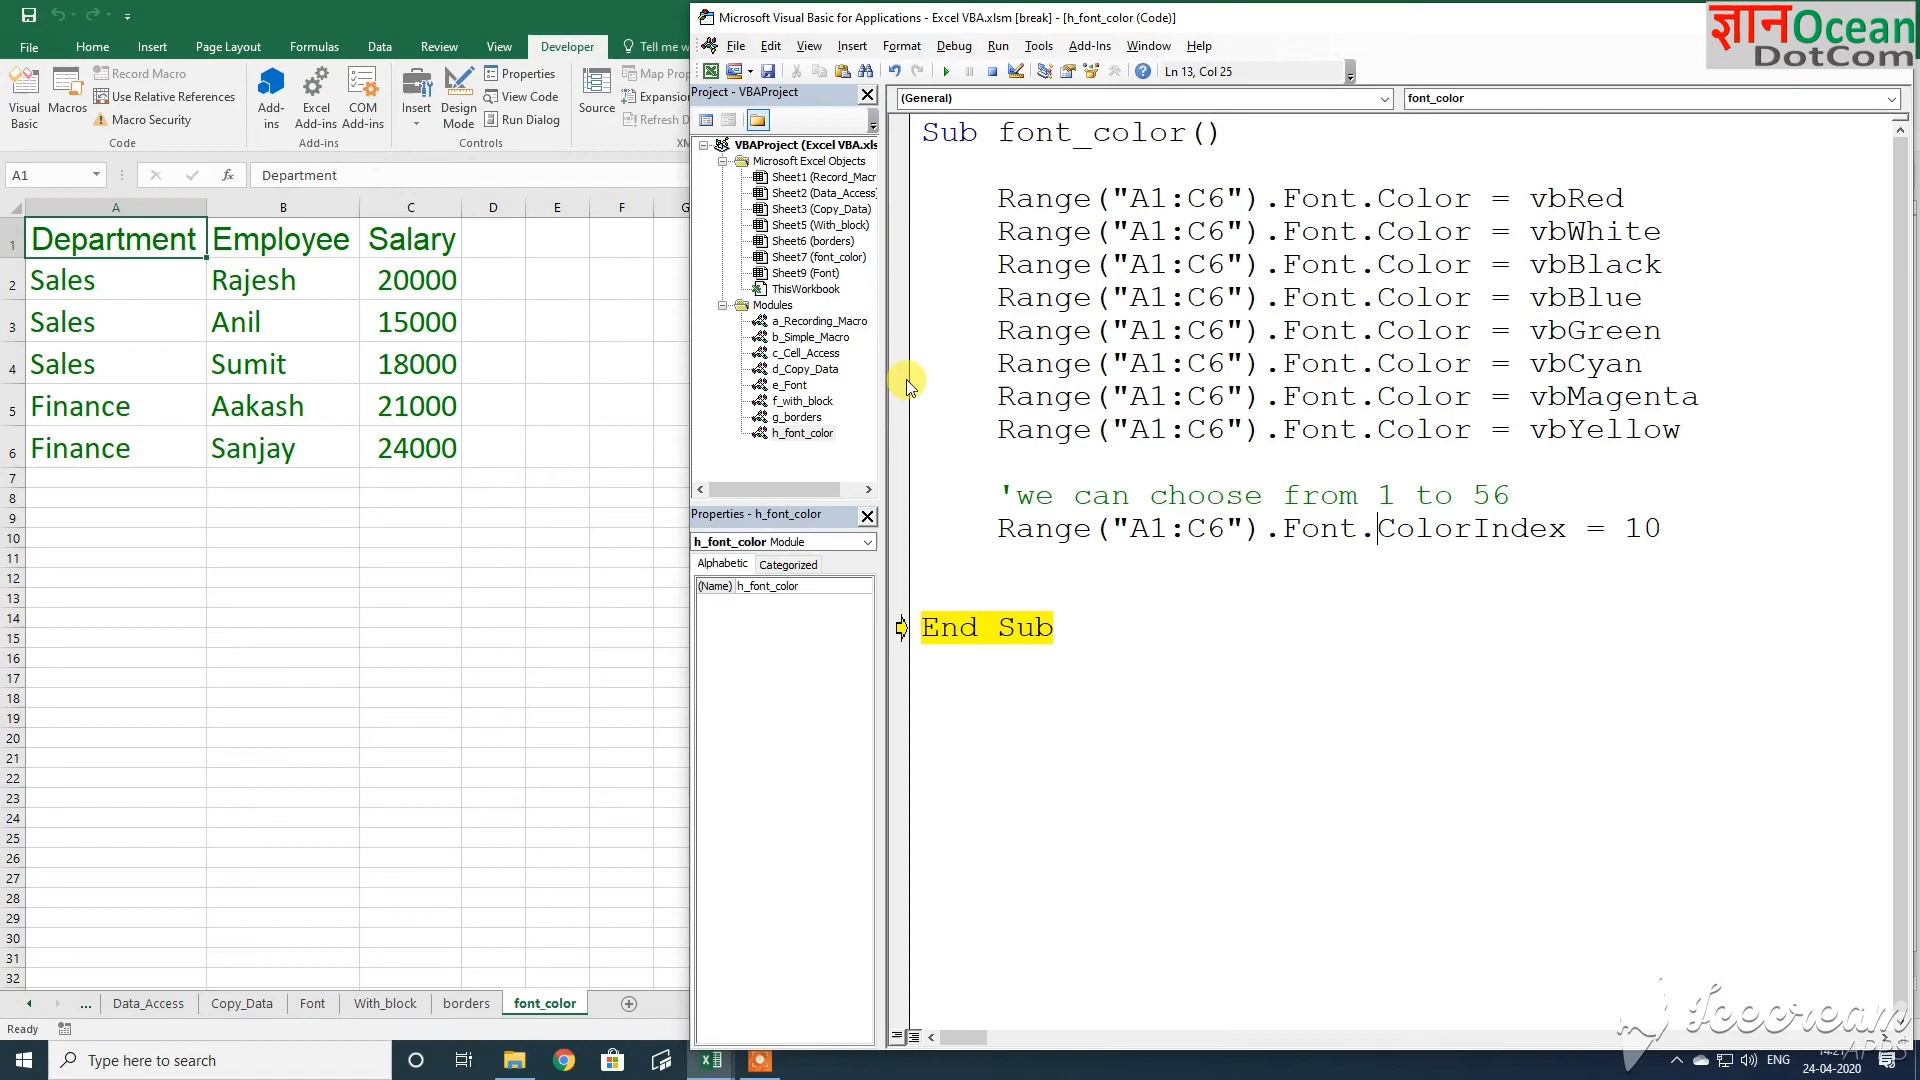 File Home Insert Page Layout Formulas Data Review View Developer Tell me w
Visual Basic
Macros
Record Macro
Use Relative References
Macro Security
Code
Add-ins
Excel Add-ins
COM Add-ins
Add-ins
Insert
Design Mode
Properties
View Code
Run Dialog
Controls
Source
Map Prop
Expansion
Refresh D
XM
A1
fx
Department
A B C D E F G
1 Department Employee Salary
2 Sales Rajesh 20000
3 Sales Anil 15000
4 Sales Sumit 18000
5 Finance Aakash 21000
6 Finance Sanjay 24000
7
8
9
10
11
12
13
14
15
16
17
18
19
20
21
22
23
24
25
26
27
28
29
30
31
32
... Data_Access Copy_Data Font With_block borders font_color
Ready
Microsoft Visual Basic for Applications - Excel VBA.xlsm [break] - [h_font_color (Code)]
File Edit View Insert Format Debug Run Tools Add-Ins Window Help
Ln 13, Col 25
Project - VBAProject
VBAProject (Excel VBA.xls
Microsoft Excel Objects
Sheet1 (Record_Macr
Sheet2 (Data_Access
Sheet3 (Copy_Data)
Sheet5 (With_block)
Sheet6 (borders)
Sheet7 (font_color)
Sheet9 (Font)
ThisWorkbook
Modules
a_Recording_Macro
b_Simple_Macro
c_Cell_Access
d_Copy_Data
e_Font
f_with_block
g_borders
h_font_color
Properties - h_font_color
h_font_color Module
Alphabetic Categorized
(Name) h_font_color
(General) font_color
Sub font_color()
Range("A1:C6").Font.Color = vbRed
Range("A1:C6").Font.Color = vbWhite
Range("A1:C6").Font.Color = vbBlack
Range("A1:C6").Font.Color = vbBlue
Range("A1:C6").Font.Color = vbGreen
Range("A1:C6").Font.Color = vbCyan
Range("A1:C6").Font.Color = vbMagenta
Range("A1:C6").Font.Color = vbYellow
'we can choose from 1 to 56
Range("A1:C6").Font.ColorIndex = 10
End Sub
ज्ञानOcean
DotCom
Icecream
APPS
Type here to search
ENG
24-04-2020